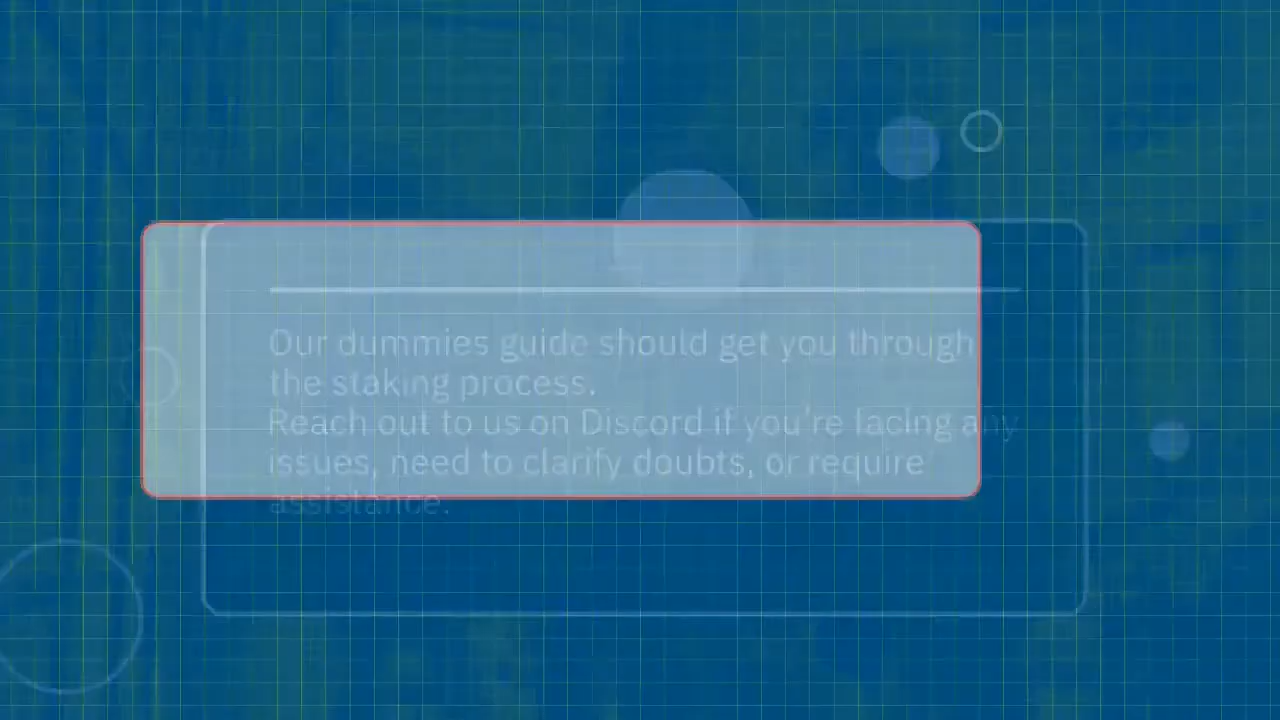 Our dummies guide should get you through
the staking process.
Reach out to us on Discord if you're lacing any
issues, need to clarify doubts, or require
assistance.